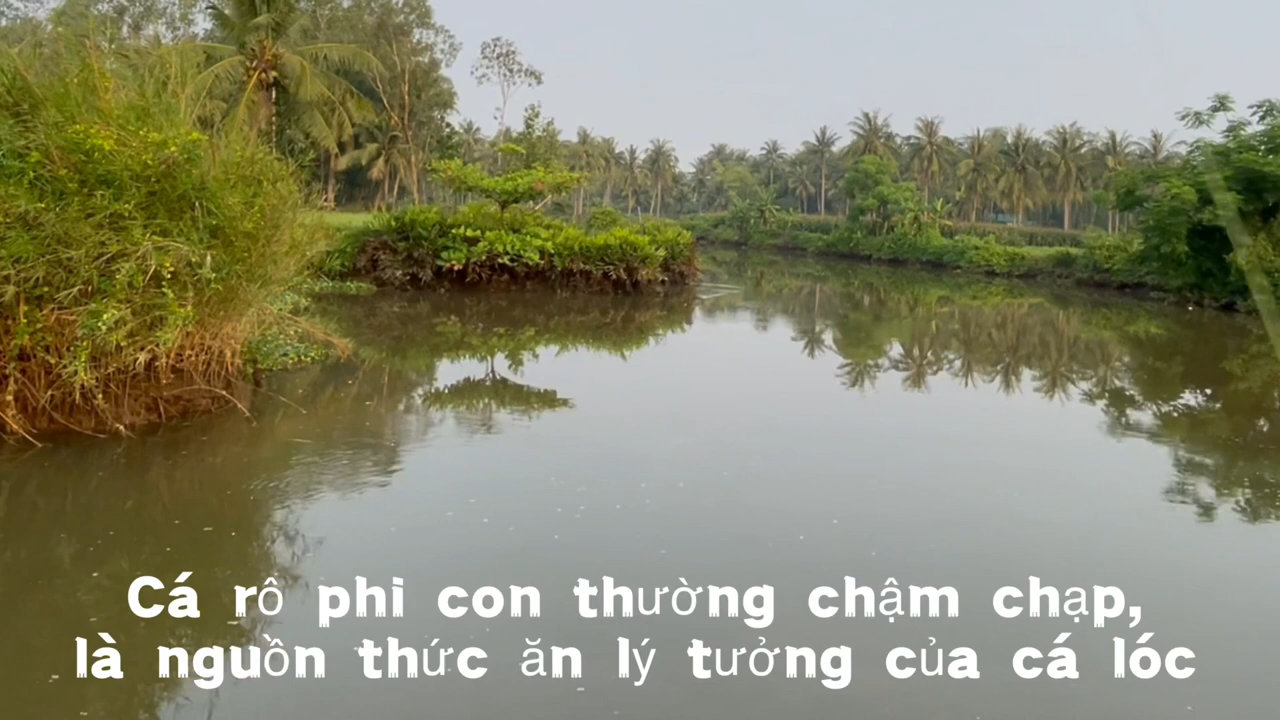 Cá rô phi con thường chậm chạp,
là nguồn thức ăn lý tưởng của cá lóc